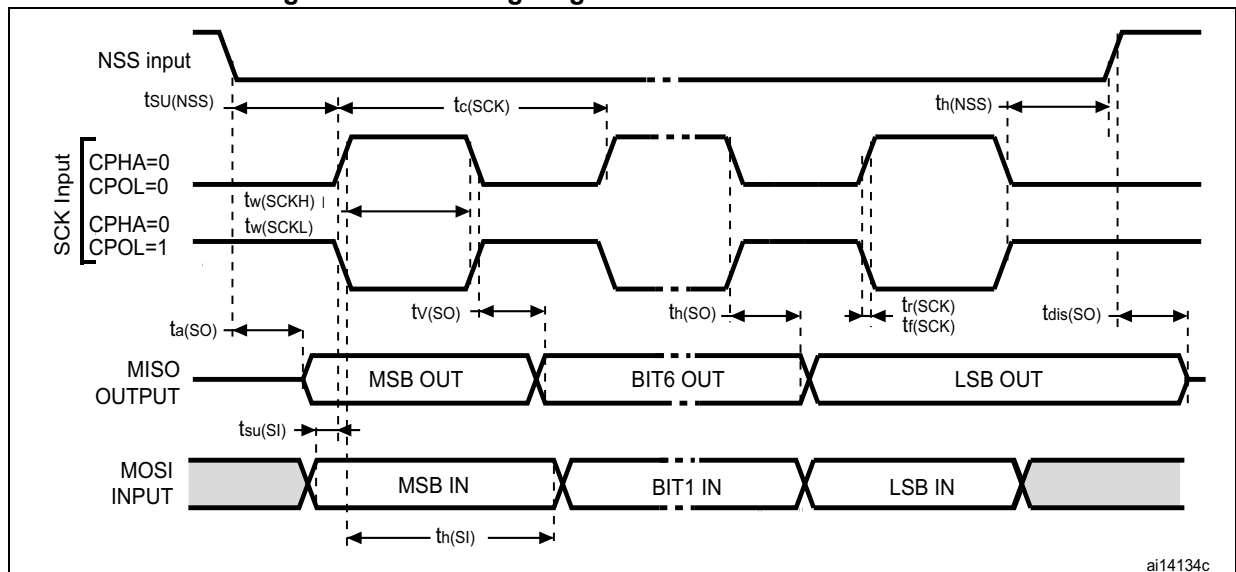 NSS input
tSU(NSS)
tc(SCK)
th(NSS)
SCK Input
CPHA=0
CPOL=0
tw(SCKH)
CPHA=0
tw(SCKL)
CPOL=1
ta(SO)
tV(SO)
th(SO)
tr(SCK)
tf(SCK)
tdis(SO)
MISO
OUTPUT
MSB OUT
BIT6 OUT
LSB OUT
tsu(SI)
MOSI
INPUT
MSB IN
BIT1 IN
LSB IN
th(SI)
ai14134c